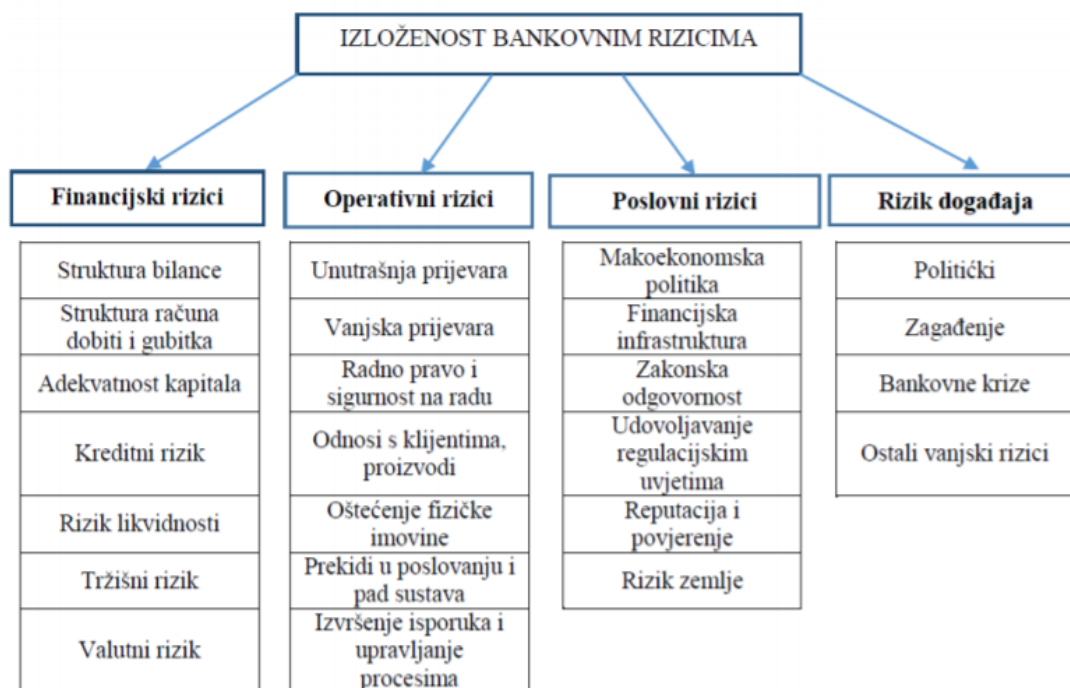 IZLOŽENOST BANKOVNIM RIZICIMA
Financijski rizici
Struktura bilance
Struktura računa
dobiti i gubitka
Adekvatnost kapitala
Kreditni rizik
Rizik likvidnosti
Tržišni rizik
Valutni rizik
Operativni rizici
Unutrašnja prijevara
Vanjska prijevara
Radno pravo i
sigurnost na radu
Odnosi s klijentima,
proizvodi
Oštećenje fizičke
imovine
Prekidi u poslovanju i
pad sustava
Izvršenje isporuka i
upravljanje
procesima
Poslovni rizici
Makoekonomska
politika
Financijska
infrastruktura
Zakonska
odgovornost
Udovoljavanje
regulacijskim
uvjetima
Reputacija i
povjerenje
Rizik zemlje
Rizik događaja
Politićki
Zagađenje
Bankovne krize
Ostali vanjski rizici